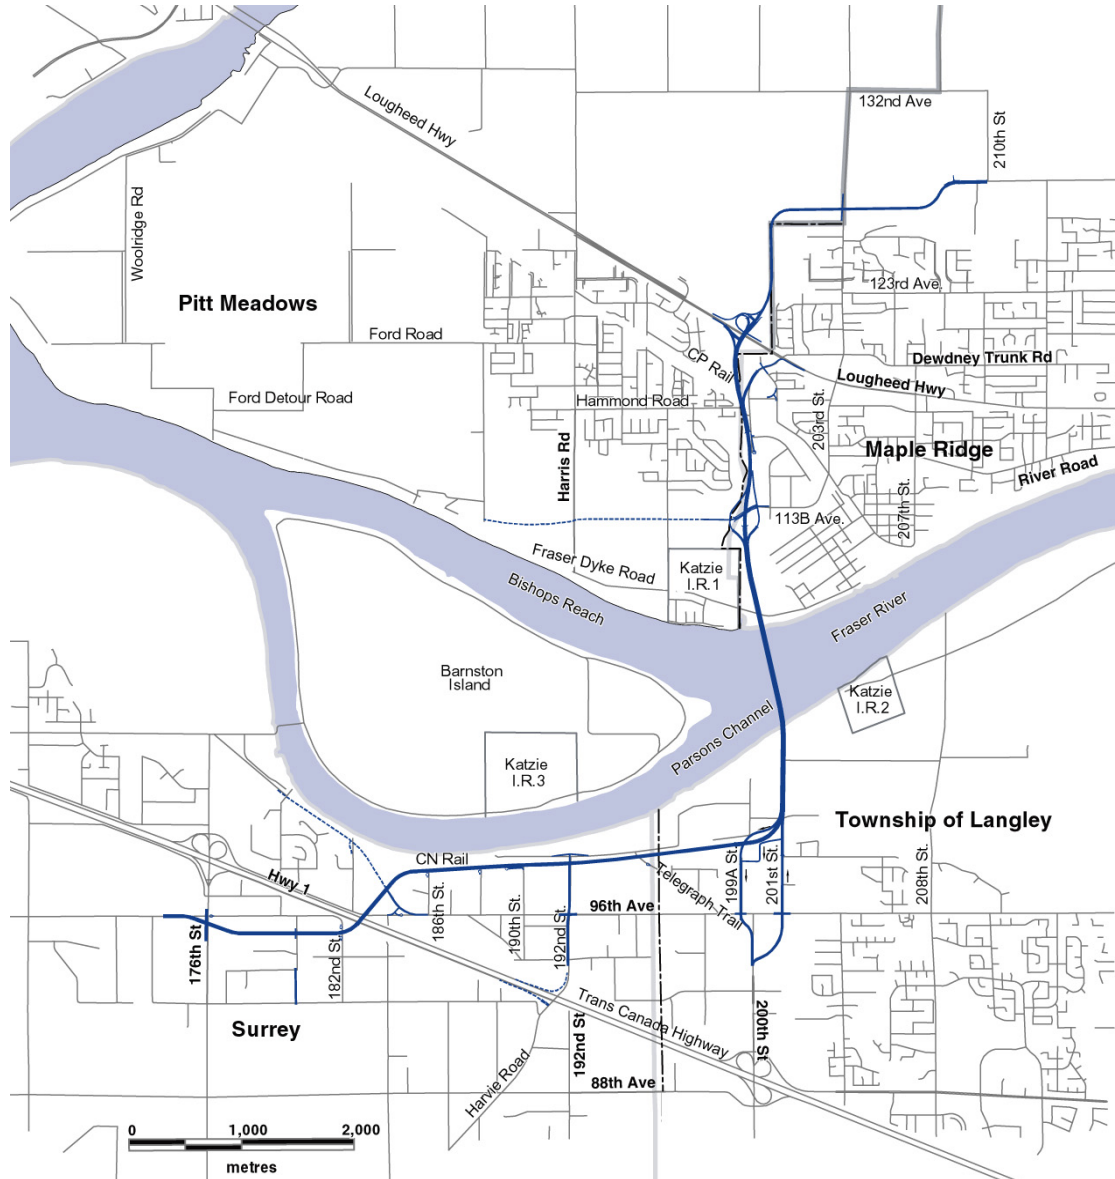 132nd Ave
210th St
Lougheed Hwy
Woolridge Rd
123rd Ave.
Pitt Meadows
Ford Road
CP Rail
Dewdney Trunk Rd
Lougheed Hwy
Ford Detour Road
Hammond Road
203rd St.
Harris Rd
Maple Ridge
River Road
207th St.
113B Ave.
Fraser Dyke Road
Katzie
I.R.1
Bishops Reach
Fraser River
Barnston
Island
Katzie
I.R.2
Parsons Channel
Katzie
I.R.3
Township of Langley
CN Rail
Hwy 1
199A St.
201st St.
208th St.
Telegraph Trail
186th St.
190th St.
192nd St.
96th Ave
176th St
182nd St.
Surrey
Trans Canada Highway
192nd St
200th St
Harvie Road
88th Ave
0 1,000 2,000
metres